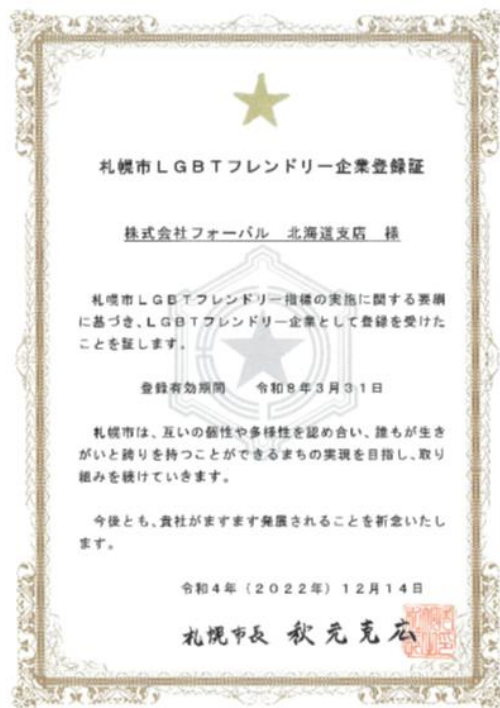 札幌市LGBTフレンドリー企業登録証
株式会社フォーバル　北海道支店　様
札幌市LGBTフレンドリー指標の実施に関する要綱
に基づき、LGBTフレンドリー企業として登録を受けた
ことを証します。
登録有効期間　令和8年3月31日
札幌市は、互いの個性や多様性を認め合い、誰もが生き
がいと誇りを持つことができるまちの実現を目指し、取り
組みを続けていきます。
今後とも、貴社がますます発展されることを祈念いたし
ます。
令和4年（2022年）12月14日
札幌市長　秋元克広